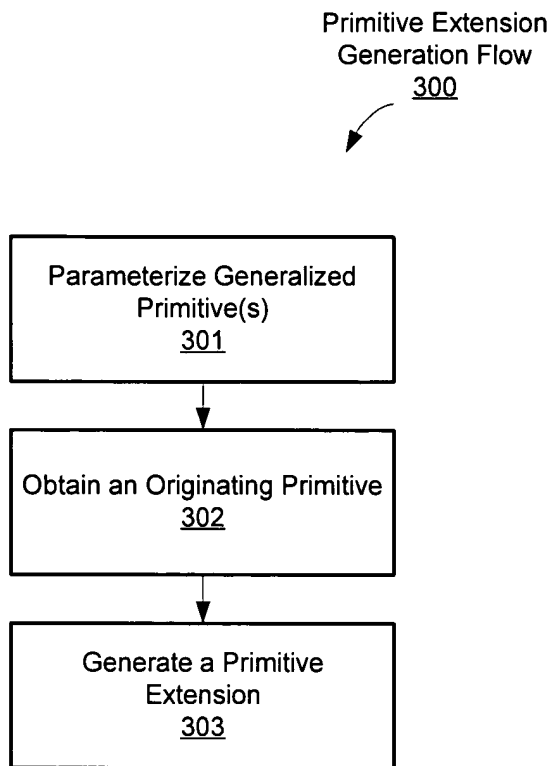 Primitive Extension
Generation Flow
300
Parameterize Generalized
Primitive(s)
301
Obtain an Originating Primitive
302
Generate a Primitive
Extension
303